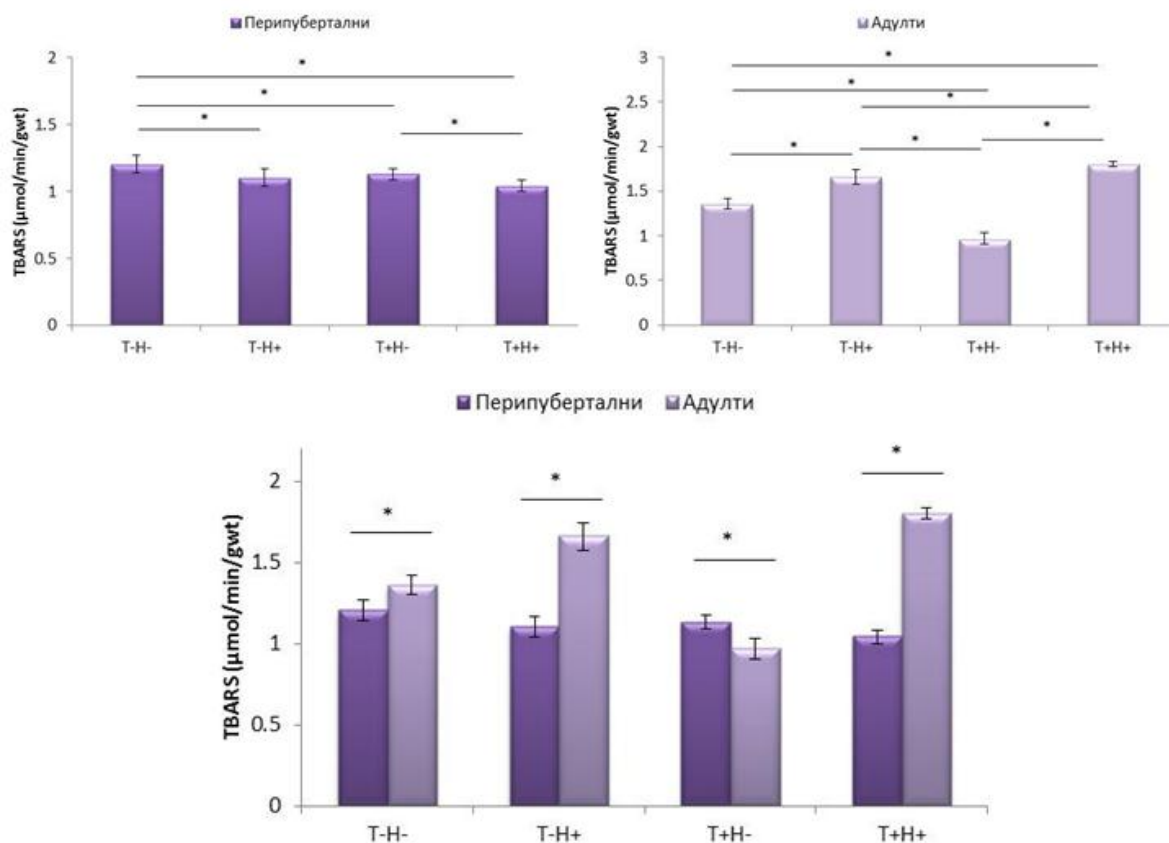 Перипубертални
TBARS (µmol/min/gwt)
2
1.5
1
0.5
0
*
*
*
*
T-H-
T-H+
T+H-
T+H+
Адулти
TBARS (µmol/min/gwt)
3
2.5
2
1.5
1
0.5
0
*
*
*
*
*
*
T-H-
T-H+
T+H-
T+H+
Перипубертални
Адулти
TBARS (µmol/min/gwt)
2
1.5
1
0.5
0
*
*
*
*
T-H-
T-H+
T+H-
T+H+